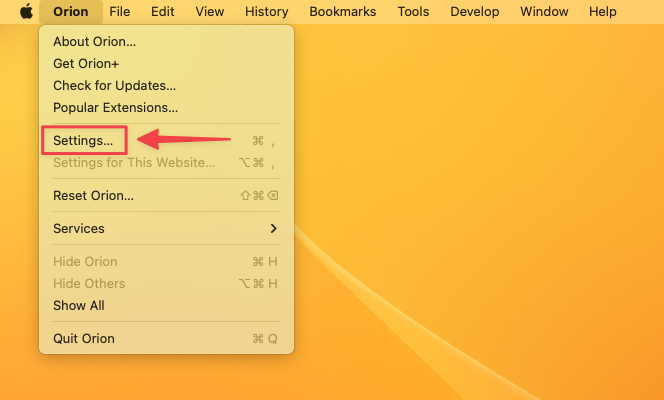 Orion File Edit View History Bookmarks Tools Develop Window Help
About Orion...
Get Orion+
Check for Updates...
Popular Extensions...
Settings... ⌘ ,
Settings for This Website... ⌥⌘ ,
Reset Orion... ⇧⌘⌫
Services
Hide Orion ⌘ H
Hide Others ⌥⌘ H
Show All
Quit Orion ⌘ Q